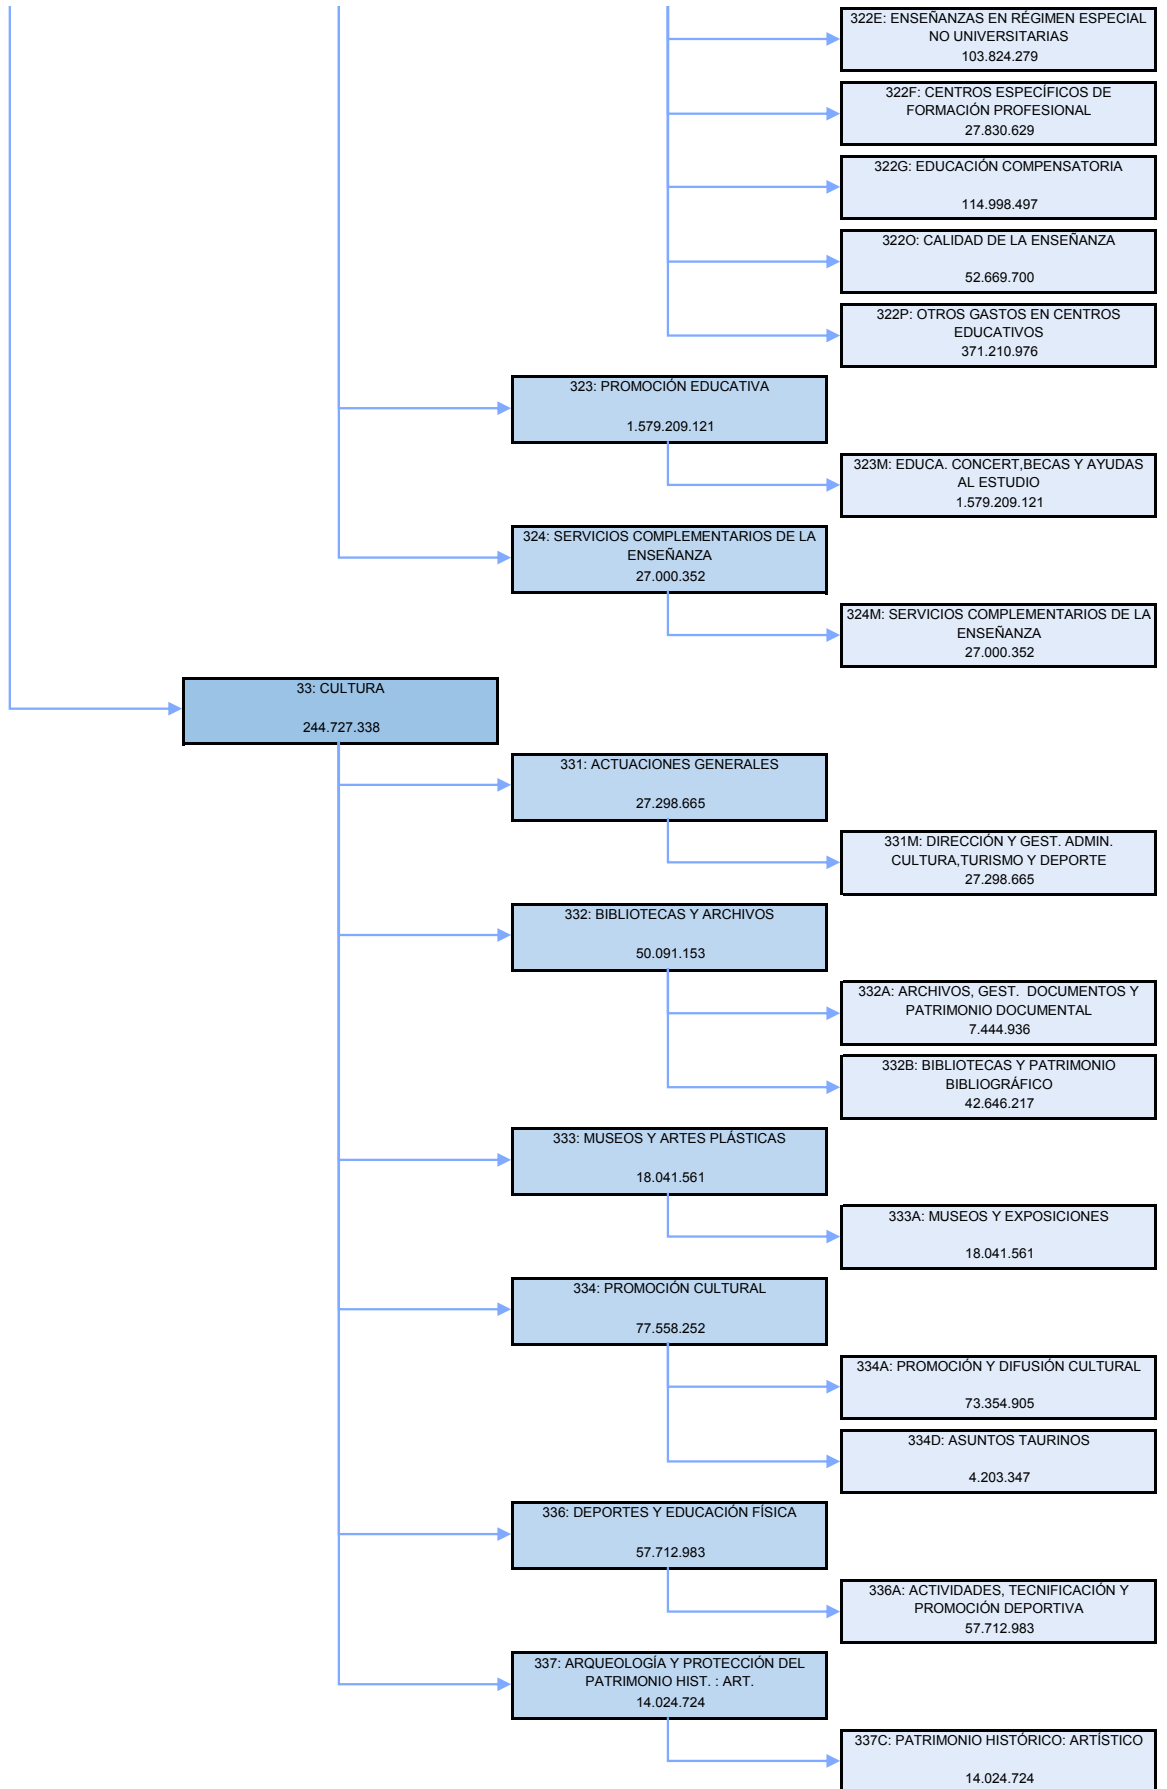 322E: ENSEÑANZAS EN RÉGIMEN ESPECIAL
NO UNIVERSITARIAS
103.824.279
322F: CENTROS ESPECÍFICOS DE
FORMACIÓN PROFESIONAL
27.830.629
322G: EDUCACIÓN COMPENSATORIA
114.998.497
322O: CALIDAD DE LA ENSEÑANZA
52.669.700
322P: OTROS GASTOS EN CENTROS
EDUCATIVOS
371.210.976
323: PROMOCIÓN EDUCATIVA
1.579.209.121
323M: EDUCA. CONCERT,BECAS Y AYUDAS
AL ESTUDIO
1.579.209.121
324: SERVICIOS COMPLEMENTARIOS DE LA
ENSEÑANZA
27.000.352
324M: SERVICIOS COMPLEMENTARIOS DE LA
ENSEÑANZA
27.000.352
33: CULTURA
244.727.338
331: ACTUACIONES GENERALES
27.298.665
331M: DIRECCIÓN Y GEST. ADMIN.
CULTURA,TURISMO Y DEPORTE
27.298.665
332: BIBLIOTECAS Y ARCHIVOS
50.091.153
332A: ARCHIVOS, GEST.  DOCUMENTOS Y
PATRIMONIO DOCUMENTAL
7.444.936
332B: BIBLIOTECAS Y PATRIMONIO
BIBLIOGRÁFICO
42.646.217
333: MUSEOS Y ARTES PLÁSTICAS
18.041.561
333A: MUSEOS Y EXPOSICIONES
18.041.561
334: PROMOCIÓN CULTURAL
77.558.252
334A: PROMOCIÓN Y DIFUSIÓN CULTURAL
73.354.905
334D: ASUNTOS TAURINOS
4.203.347
336: DEPORTES Y EDUCACIÓN FÍSICA
57.712.983
336A: ACTIVIDADES, TECNIFICACIÓN Y
PROMOCIÓN DEPORTIVA
57.712.983
337: ARQUEOLOGÍA Y PROTECCIÓN DEL
PATRIMONIO HIST. : ART.
14.024.724
337C: PATRIMONIO HISTÓRICO: ARTÍSTICO
14.024.724